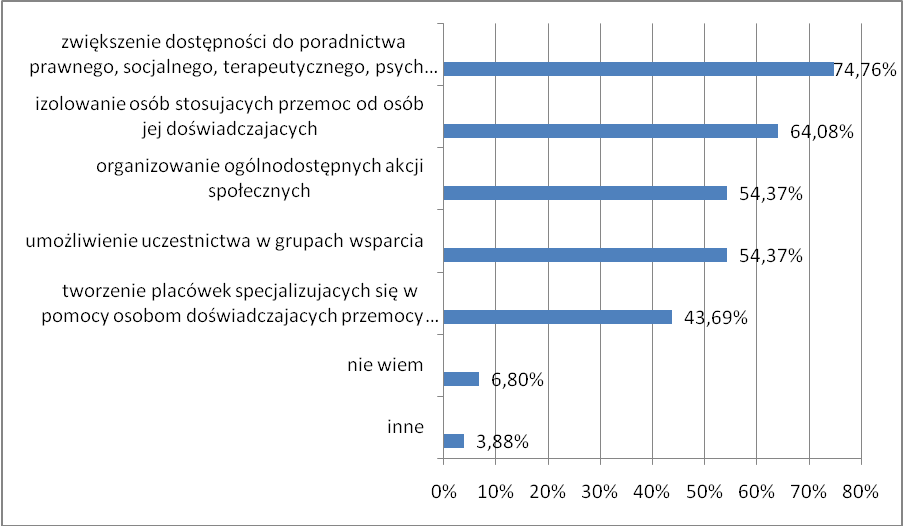 zwiększenie dostępności do poradnictwa
prawnego, socjalnego, terapeutycznego, psych...
74,76%
izolowanie osób stosujacych przemoc od osób
jej doświadczajacych
64,08%
organizowanie ogólnodostępnych akcji
społecznych
54,37%
umożliwienie uczestnictwa w grupach wsparcia
54,37%
tworzenie placówek specjalizujacych się w
pomocy osobom doświadczajacych przemocy...
43,69%
nie wiem
6,80%
inne
3,88%
0% 10% 20% 30% 40% 50% 60% 70% 80%